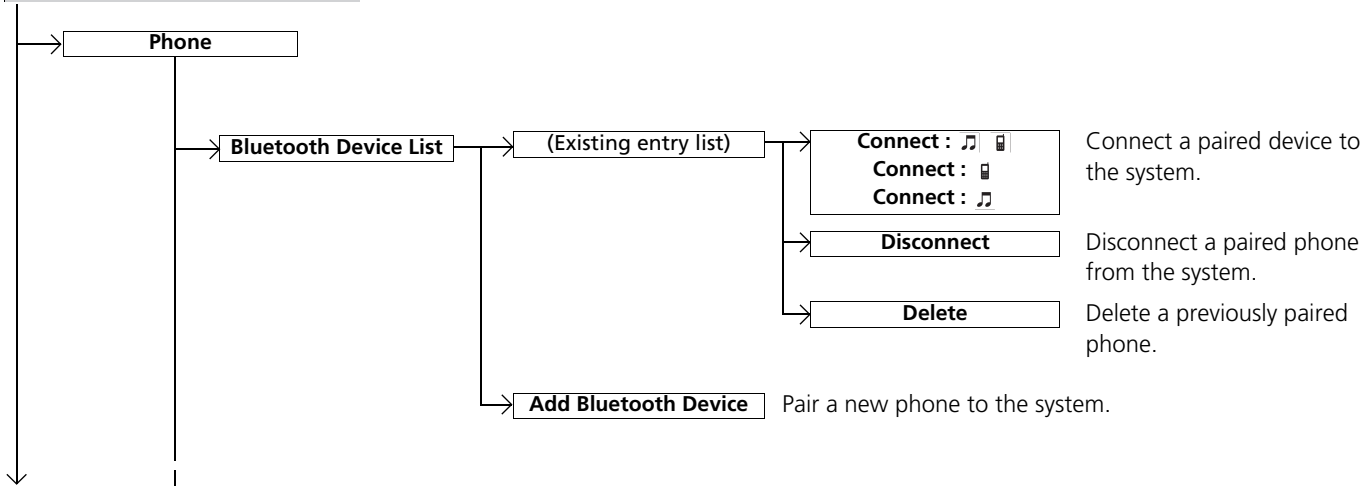 Phone
Bluetooth Device List
(Existing entry list)
Connect :
Connect :
Connect :
Connect a paired device to
the system.
Disconnect
Disconnect a paired phone
from the system.
Delete
Delete a previously paired
phone.
Add Bluetooth Device
Pair a new phone to the system.